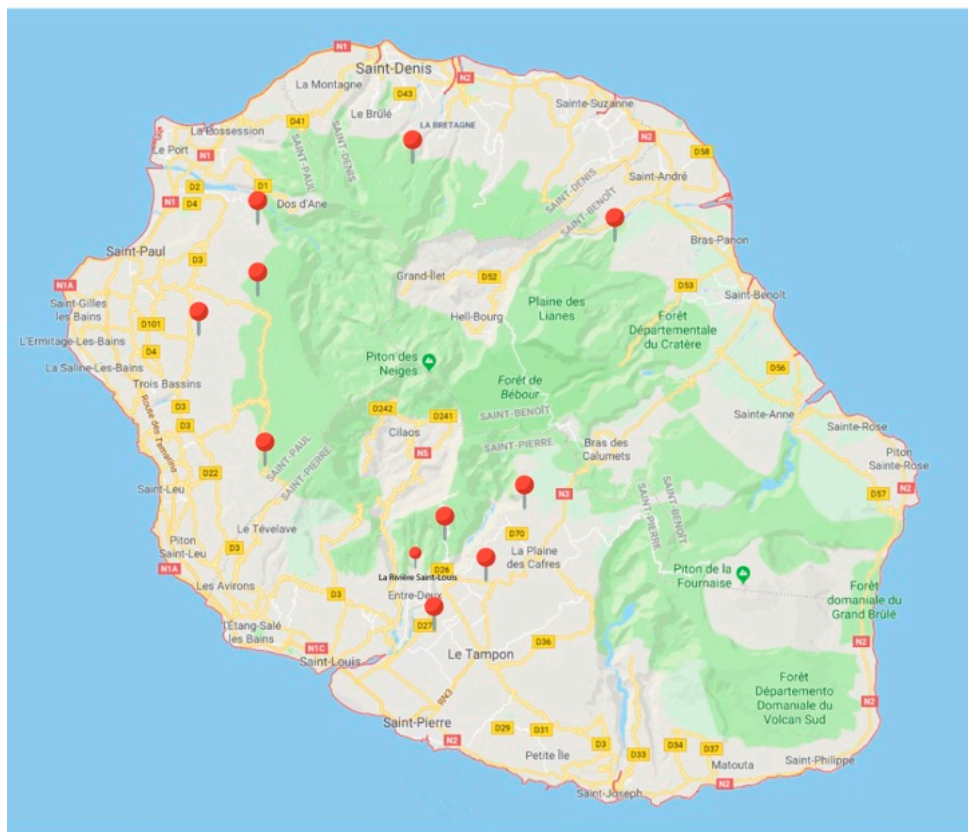 N1
Saint-Denis
N2
La Montagne
D43
Sainte-Suzanne
Le Brûlé
D41
LA BRETAGNE
La Possession
N2
Le Port
N1
SAINT-DENIS
SAINT-PAUL
D58
Saint-André
SAINT-DENIS
SAINT-BENOÎT
D2
D1
D4
N1
Dos d'Ane
Bras-Panon
Saint-Paul
D3
Grand-Îlet
D52
D53
N1A
Saint-Gilles
les Bains
Hell-Bourg
Plaine des
Lianes
Saint-Benoît
D101
Forêt
Départementale
du Cratère
L'Ermitage-Les-Bains
D4
La Saline-Les-Bains
Piton des
Neiges
D56
Trois Bassins
Forêt de
Bébour
Route des Tamarins
D3
D3
D242
D241
SAINT-BENOÎT
Sainte-Anne
Cilaos
SAINT-PIERRE
Bras des
Calumets
Sainte-Rose
SAINT-PAUL
SAINT-PIERRE
N5
Piton
Sainte-Rose
D22
Saint-Leu
N3
SAINT-BENOÎT
SAINT-PIERRE
D57
N2
Le Tévelave
D70
Piton
Saint-Leu
D3
La Plaine
des Cafres
N1A
La Rivière Saint-Louis
D26
Piton de la
Fournaise
Les Avirons
D3
Entre-Deux
Forêt
domaniale du
Grand Brûlé
L'Étang-Salé
les Bains
D27
N1C
D36
N2
Saint-Louis
Le Tampon
Forêt
Départemento
Domaniale du
Volcan Sud
RN3
N2
Saint-Pierre
D29
D31
N2
D3
D34
D37
Petite Île
D33
Matouta
Saint-Philippe
N2
Saint-Joseph